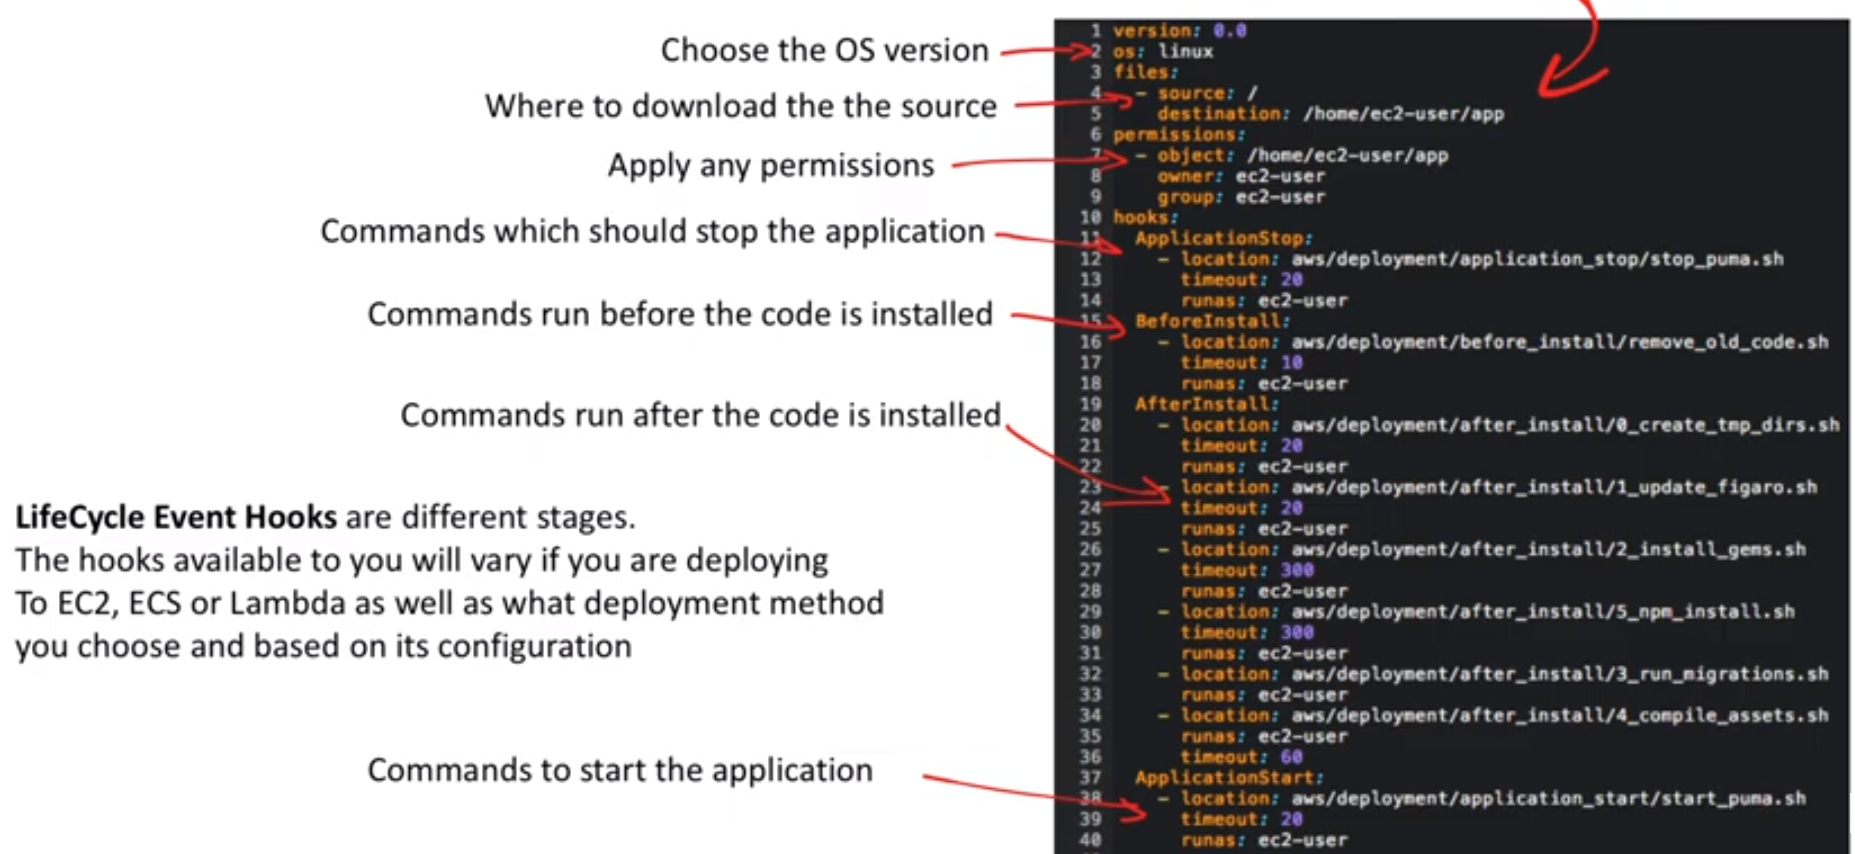 Choose the OS version
Where to download the the source
Apply any permissions
Commands which should stop the application
Commands run before the code is installed
Commands run after the code is installed
LifeCycle Event Hooks are different stages.
The hooks available to you will vary if you are deploying
To EC2, ECS or Lambda as well as what deployment method
you choose and based on its configuration
Commands to start the application
1 version: 0.0
2 os: linux
3 files:
4 - source: /
5 destination: /home/ec2-user/app
6 permissions:
7 - object: /home/ec2-user/app
8 owner: ec2-user
9 group: ec2-user
10 hooks:
11 ApplicationStop:
12 - location: aws/deployment/application_stop/stop_puma.sh
13 timeout: 20
14 runas: ec2-user
15 BeforeInstall:
16 - location: aws/deployment/before_install/remove_old_code.sh
17 timeout: 10
18 runas: ec2-user
19 AfterInstall:
20 - location: aws/deployment/after_install/0_create_tmp_dirs.sh
21 timeout: 20
22 runas: ec2-user
23 - location: aws/deployment/after_install/1_update_figaro.sh
24 timeout: 20
25 runas: ec2-user
26 - location: aws/deployment/after_install/2_install_gems.sh
27 timeout: 300
28 runas: ec2-user
29 - location: aws/deployment/after_install/5_npm_install.sh
30 timeout: 300
31 runas: ec2-user
32 - location: aws/deployment/after_install/3_run_migrations.sh
33 runas: ec2-user
34 - location: aws/deployment/after_install/4_compile_assets.sh
35 runas: ec2-user
36 timeout: 60
37 ApplicationStart:
38 - location: aws/deployment/application_start/start_puma.sh
39 timeout: 20
40 runas: ec2-user